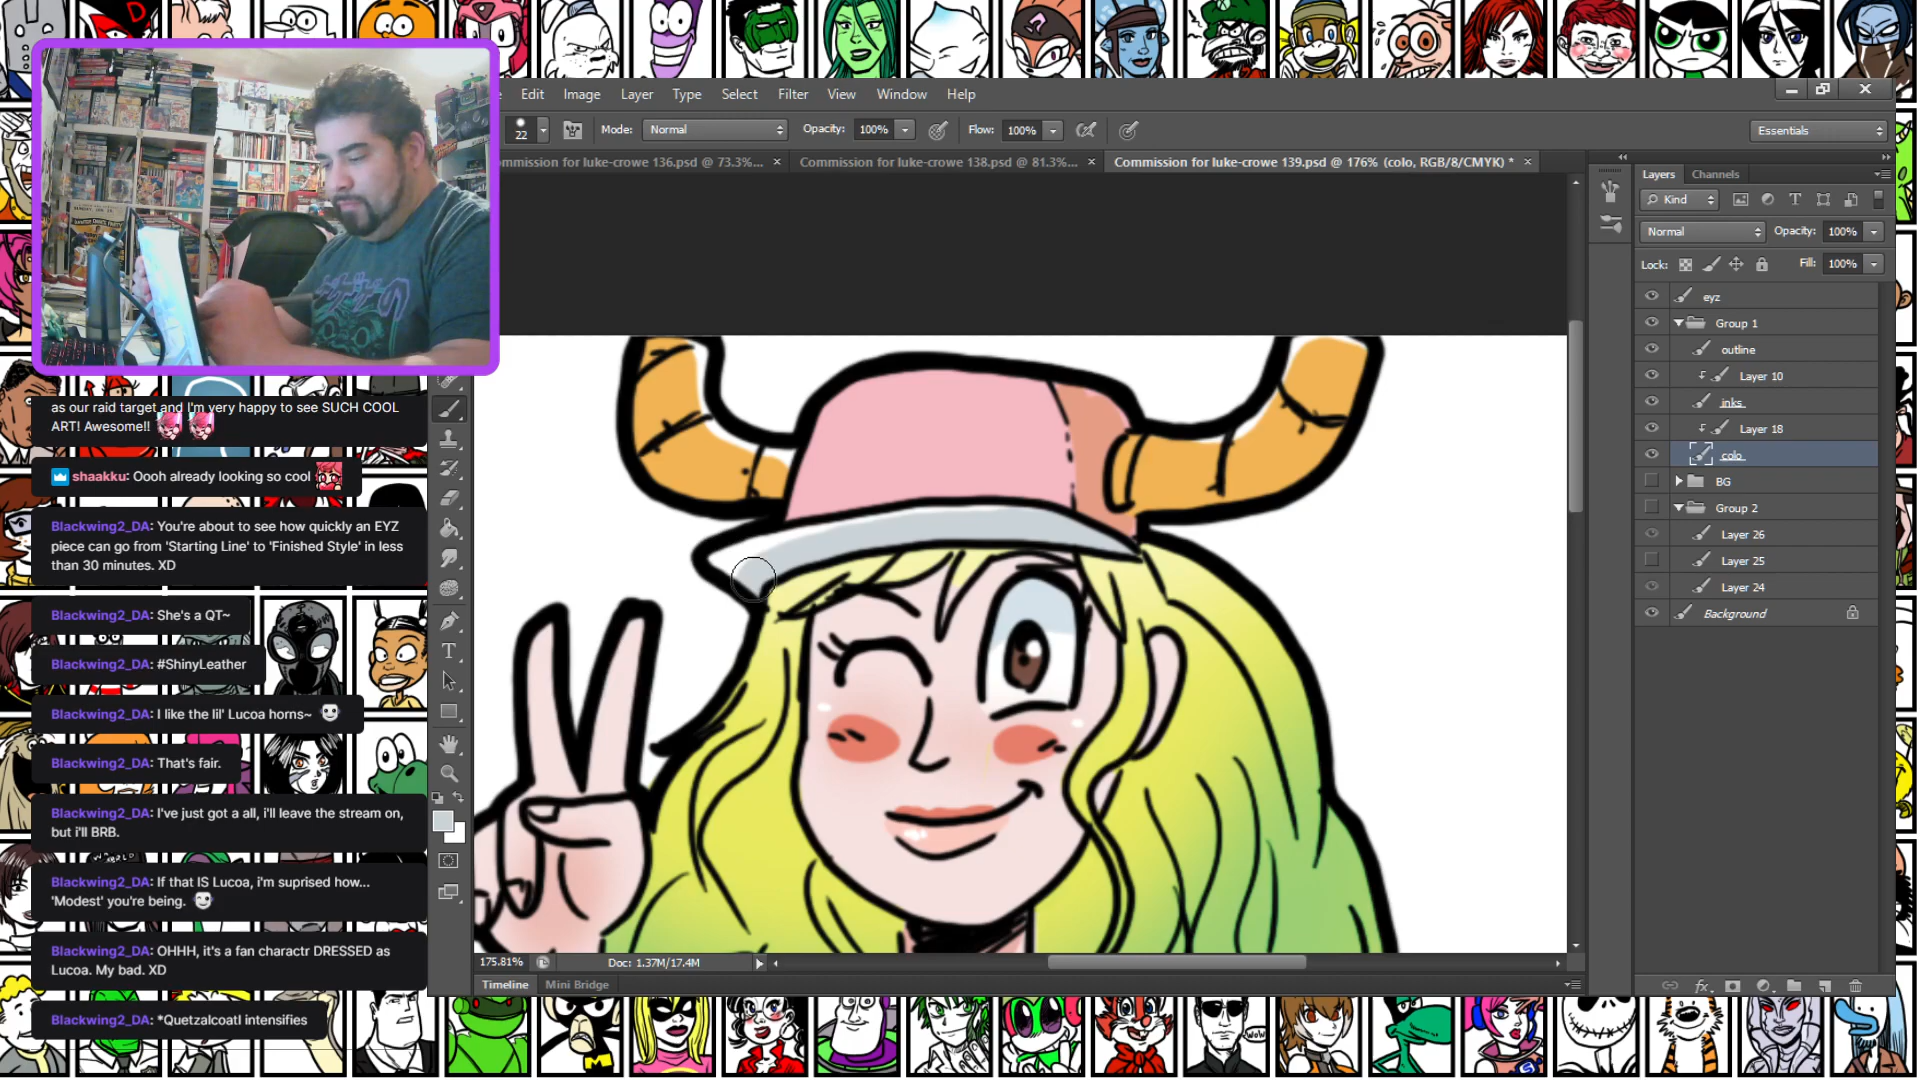 Edit Image Layer Type Select Filter View Window Help
22 Mode: Normal Opacity: 100% Flow: 100% Essentials
ommission for luke-crowe 136.psd @ 73.3%... × Commission for luke-crowe 138.psd @ 81.3%... × Commission for luke-crowe 139.psd @ 176% (colo, RGB/8/CMYK) * ×
Layers Channels
Kind
Normal Opacity: 100%
Lock: Fill: 100%
eyz
Group 1
outline
Layer 10
inks
Layer 18
colo
BG
Group 2
Layer 26
Layer 25
Layer 24
Background
as our raid target and I'm very happy to see SUCH COOL
ART! Awesome!!
shaakku: Oooh already looking so cool
Blackwing2_DA: You're about to see how quickly an EYZ
piece can go from 'Starting Line' to 'Finished Style' in less
than 30 minutes. XD
Blackwing2_DA: She's a QT~
Blackwing2_DA: #ShinyLeather
Blackwing2_DA: I like the lil' Lucoa horns~
Blackwing2_DA: That's fair.
Blackwing2_DA: I've just got a all, i'll leave the stream on,
but i'll BRB.
Blackwing2_DA: If that IS Lucoa, i'm suprised how...
'Modest' you're being.
Blackwing2_DA: OHHH, it's a fan charactr DRESSED as
Lucoa. My bad. XD
Blackwing2_DA: *Quetzalcoatl intensifies
175.81% Doc: 1.37M/17.4M
Timeline Mini Bridge
WOW